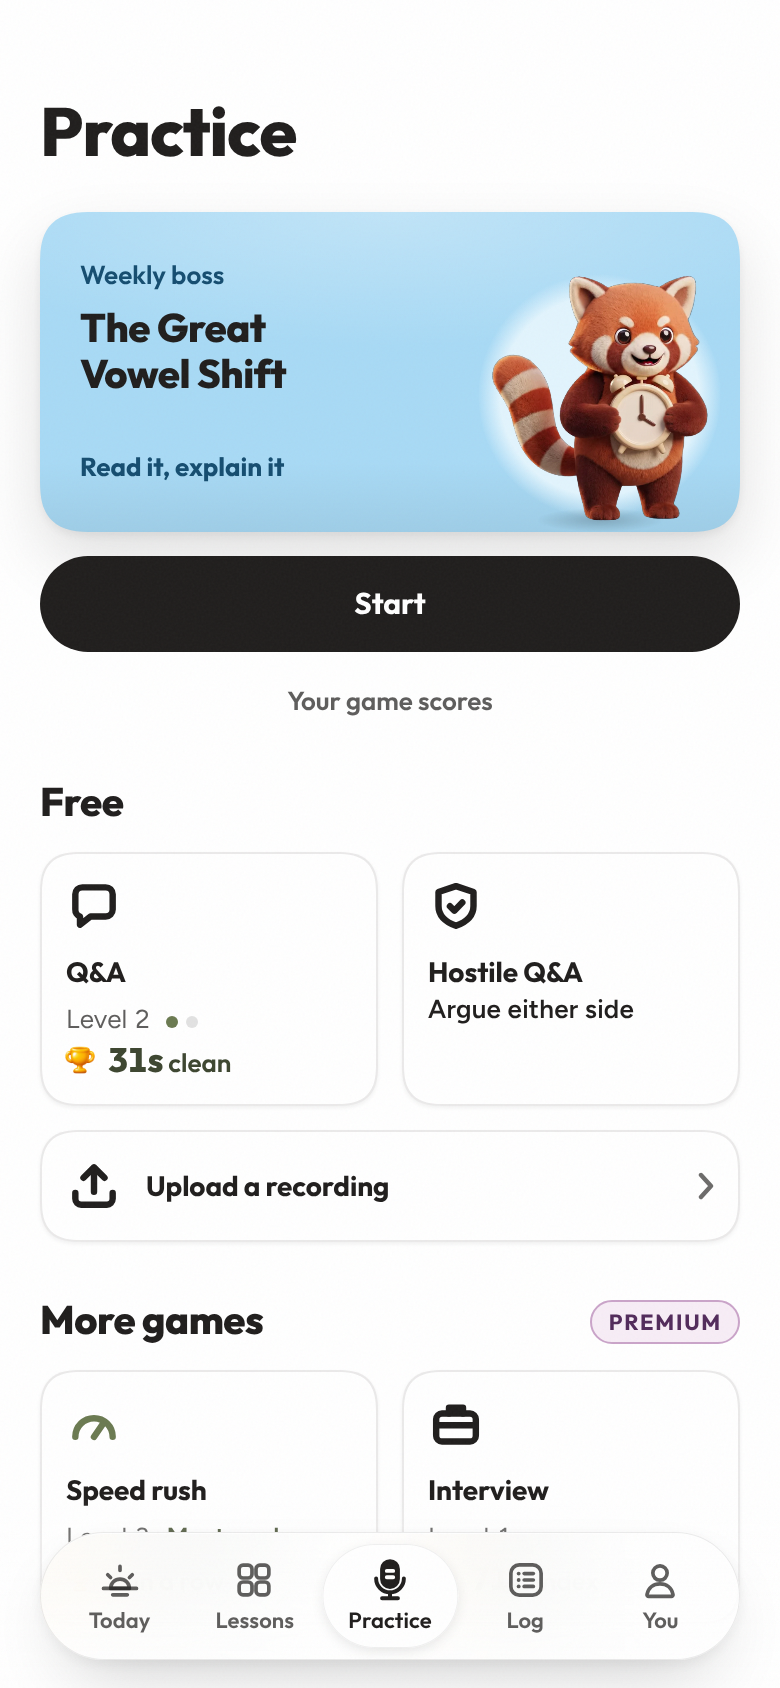 Practice
Weekly boss
The Great
Vowel Shift
Read it, explain it
Start
Your game scores
Free
Q&A
Level 2
31s clean
Hostile Q&A
Argue either side
Upload a recording
More games
PREMIUM
Speed rush
Interview
Today
Lessons
Practice
Log
You